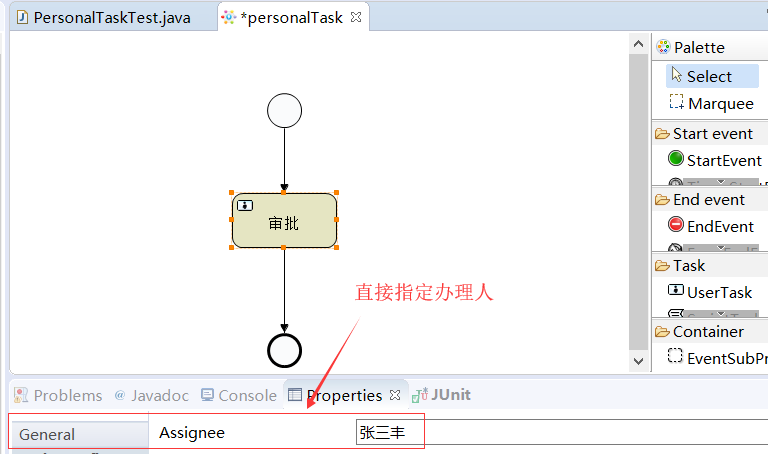 PersonalTaskTest.java
*personalTask
Palette
Select
Marquee
Start event
StartEvent
End event
EndEvent
Task
UserTask
Container
EventSubPr
审批
直接指定办理人
Problems
@ Javadoc
Console
Properties
JUnit
General
Assignee
张三丰